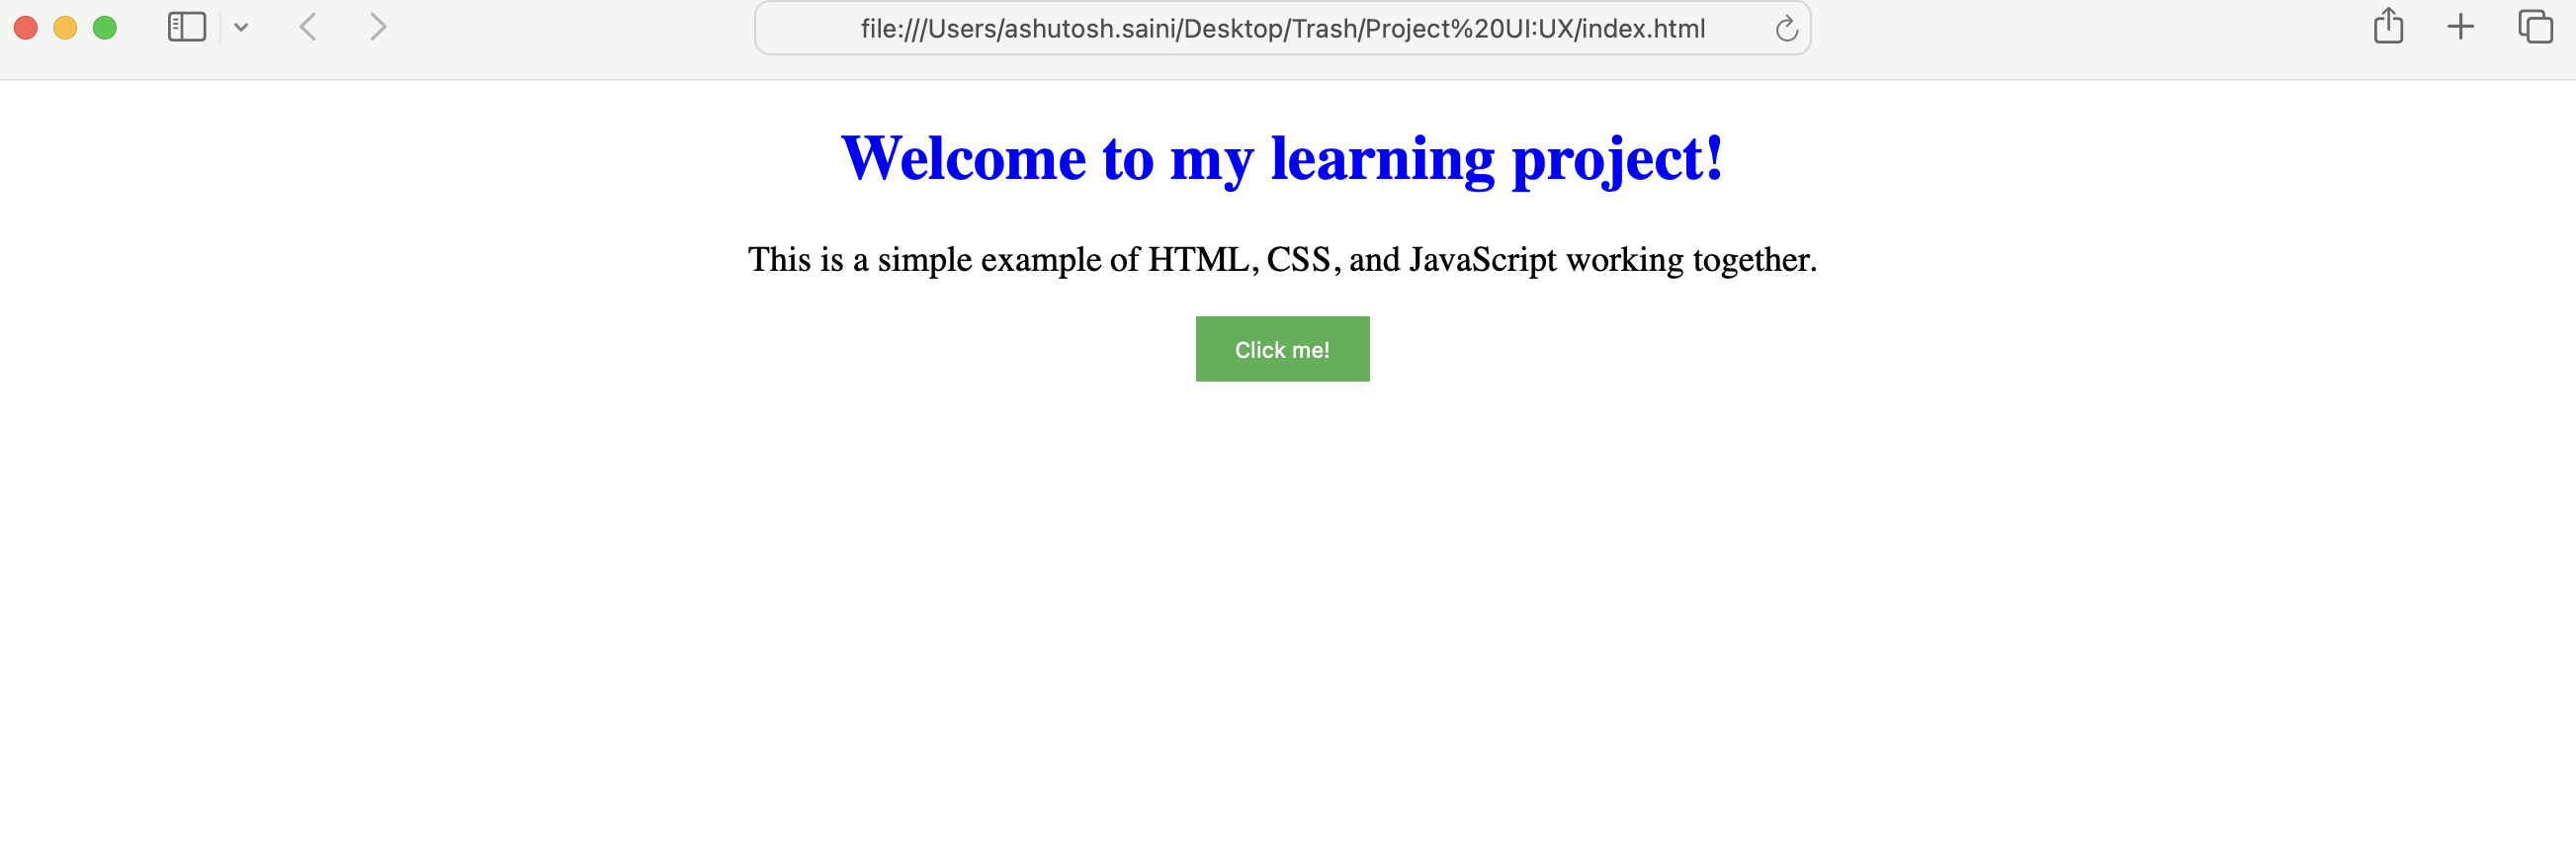 file:///Users/ashutosh.saini/Desktop/Trash/Project%20UI:UX/index.html
Welcome to my learning project!
This is a simple example of HTML, CSS, and JavaScript working together.
Click me!